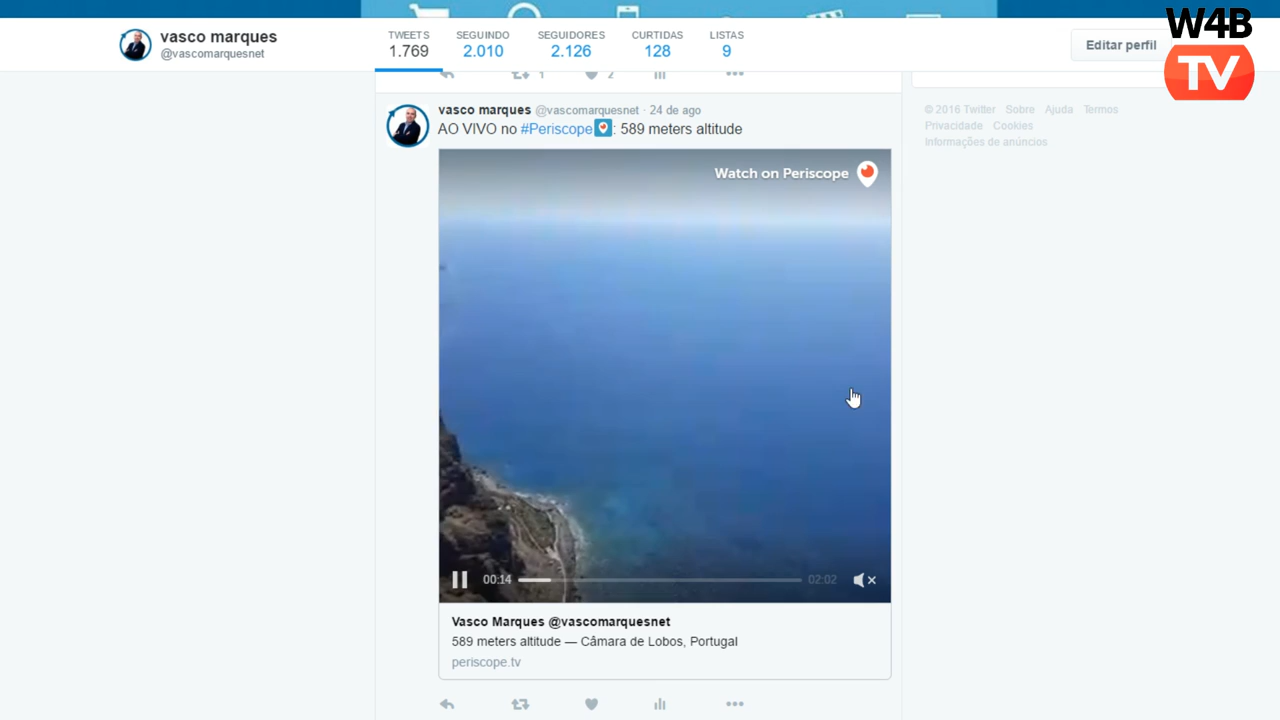 vasco marques
@vascomarquesnet
TWEETS SEGUINDO SEGUIDORES CURTIDAS LISTAS
1.769 2.010 2.126 128 9
Editar perfil
W4B
TV
1 2
vasco marques @vascomarquesnet · 24 de ago
AO VIVO no #Periscope: 589 meters altitude
Watch on Periscope
00:14 02:02
Vasco Marques @vascomarquesnet
589 meters altitude — Câmara de Lobos, Portugal
periscope.tv
© 2016 Twitter Sobre Ajuda Termos
Privacidade Cookies
Informações de anúncios